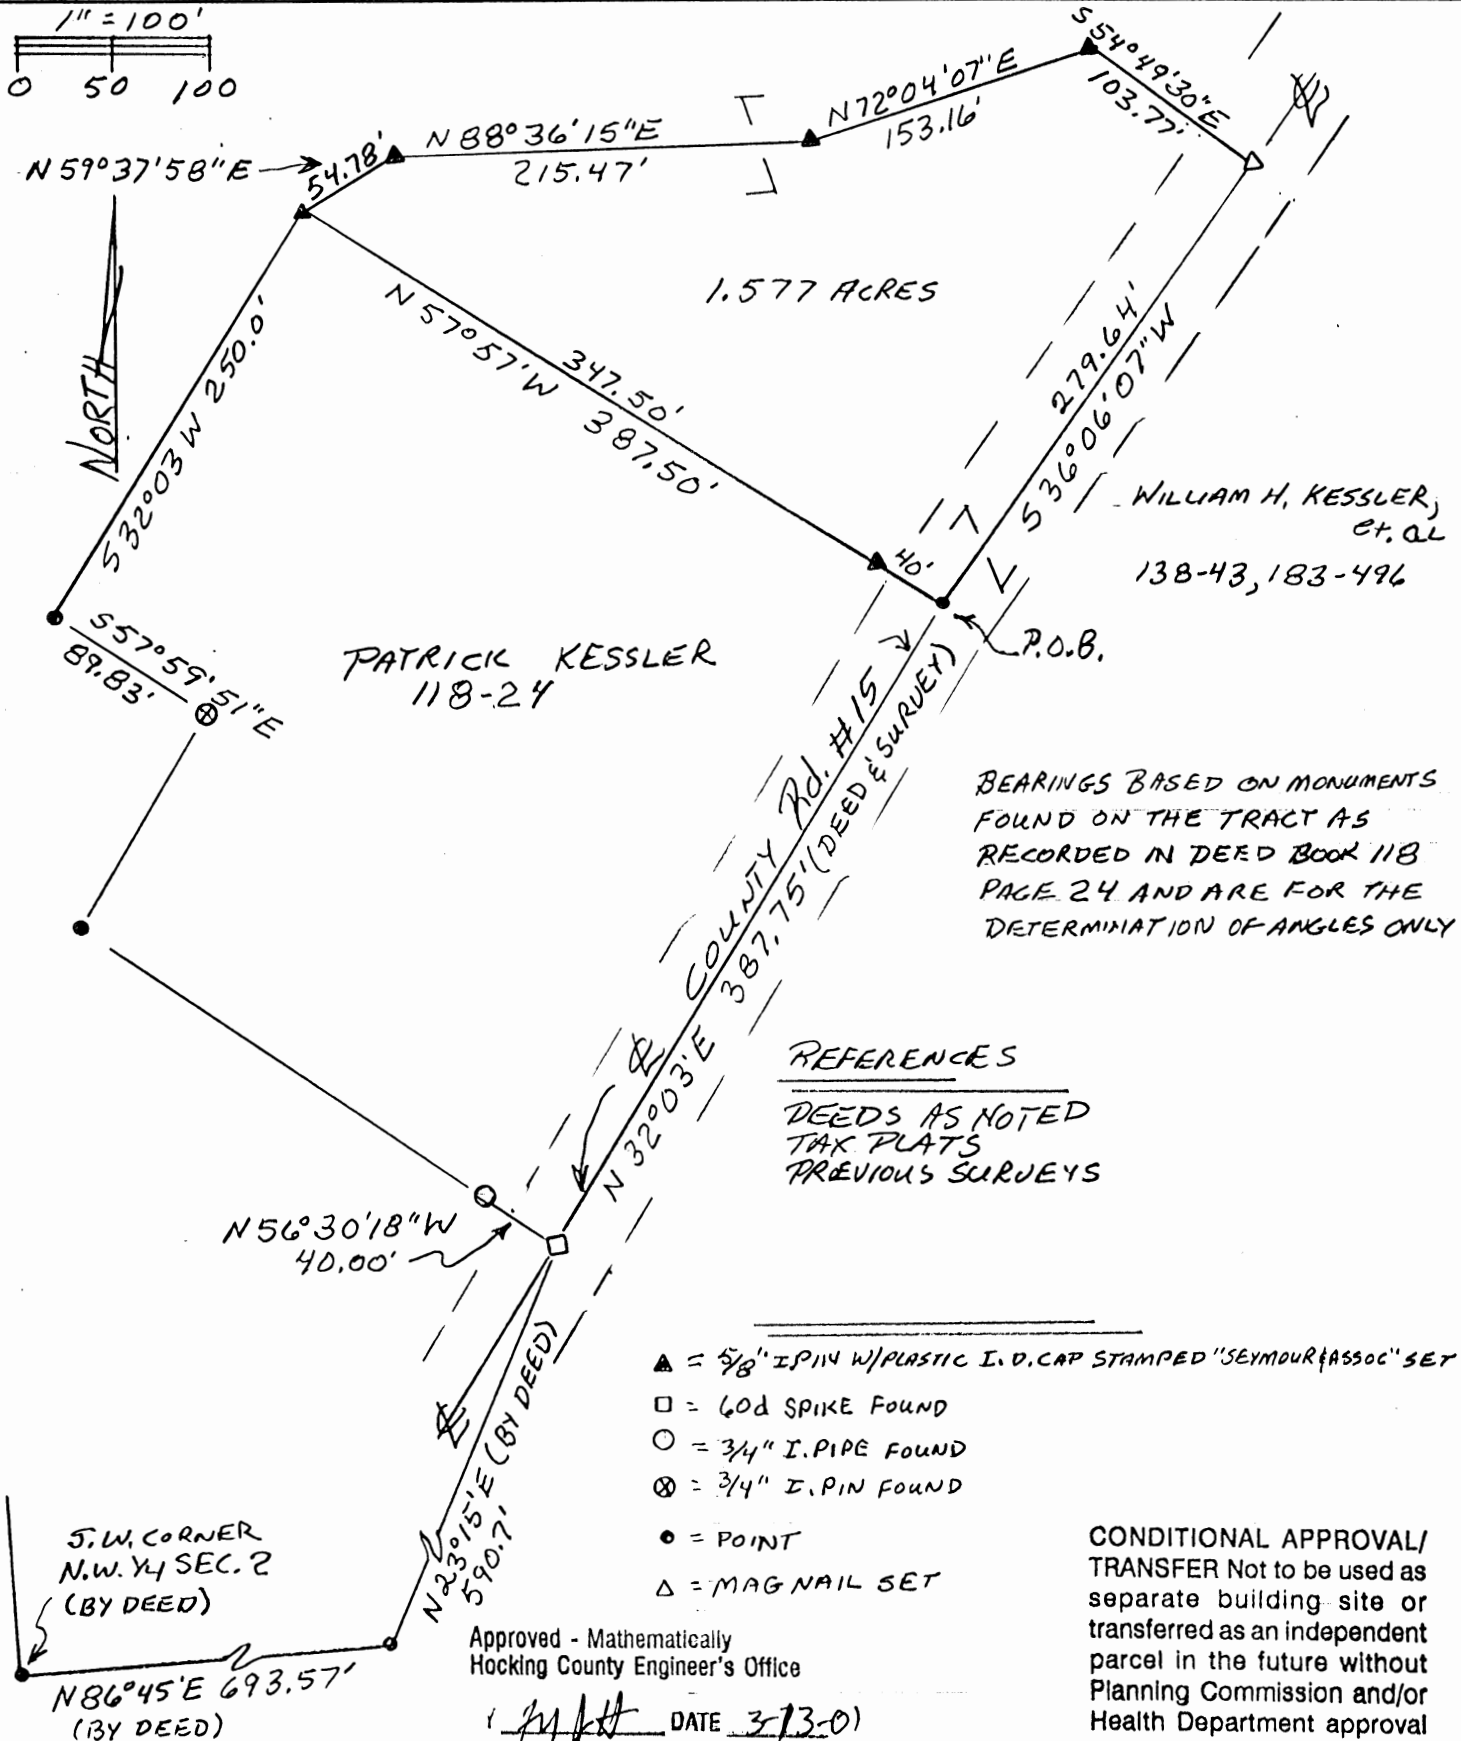 1" = 100'
0 50 100
S 54°49'30"E
103.77'
N 72°04'07"E
153.16'
N 88°36'15"E
215.47'
N 59°37'58"E
54.78'
1.577 ACRES
NORTH
S 32°03 W 250.0'
N 57°57' W
347.50'
387.50'
279.64'
S 36°06'07" W
40'
WILLIAM H. KESSLER,
et. al
138-43, 183-496
P.O.B.
S 57°59'51"E
89.83'
PATRICK KESSLER
118-24
COUNTY Rd. #15
N 32°03'E 387.75' (DEED & SURVEY)
BEARINGS BASED ON MONUMENTS
FOUND ON THE TRACT AS
RECORDED IN DEED BOOK 118
PAGE 24 AND ARE FOR THE
DETERMINATION OF ANGLES ONLY
REFERENCES
DEEDS AS NOTED
TAX PLATS
PREVIOUS SURVEYS
N 56°30'18" W
40.00'
▲ = 5/8" I.PIN W/PLASTIC I.D. CAP STAMPED "SEYMOUR & ASSOC" SET
□ = 60d SPIKE FOUND
○ = 3/4" I. PIPE FOUND
⊗ = 3/4" I. PIN FOUND
● = POINT
△ = MAG NAIL SET
N 23°15' E (BY DEED)
590.7'
S.W. CORNER
N.W. 1/4 SEC. 2
(BY DEED)
N 86°45'E 693.57'
(BY DEED)
Approved - Mathematically
Hocking County Engineer's Office
DATE 3-13-01
CONDITIONAL APPROVAL/
TRANSFER Not to be used as
separate building site or
transferred as an independent
parcel in the future without
Planning Commission and/or
Health Department approval